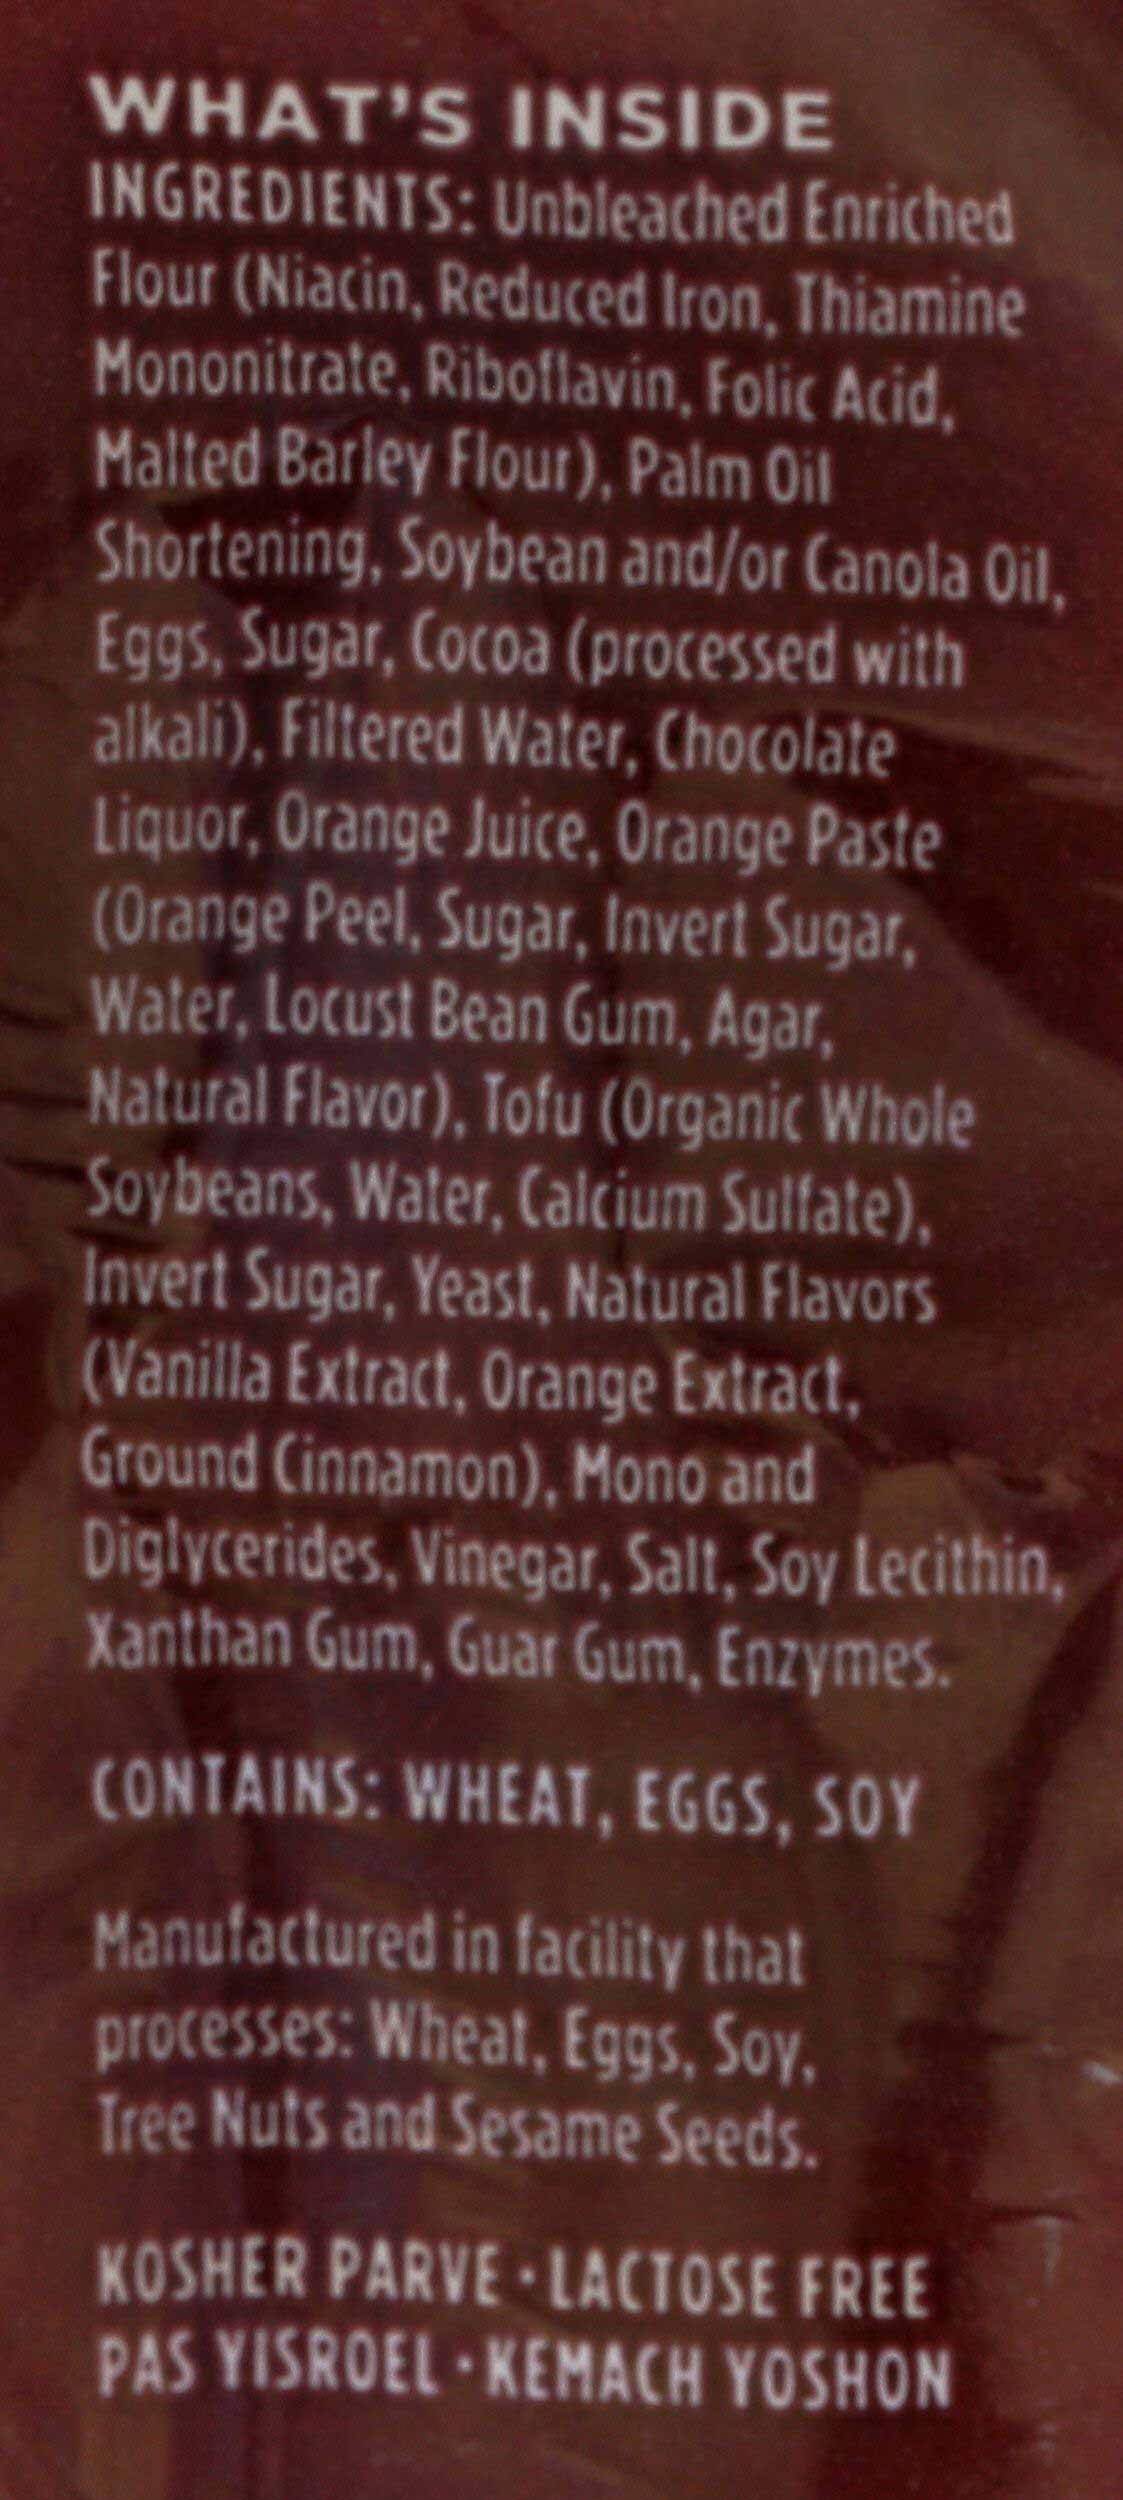 WHAT'S INSIDE
INGREDIENTS: Unbleached Enriched
Flour (Niacin, Reduced Iron, Thiamine
Mononitrate, Riboflavin, Folic Acid,
Malted Barley Flour), Palm Oil
Shortening, Soybean and/or Canola Oil,
Eggs, Sugar, Cocoa (processed with
alkali), Filtered Water, Chocolate
Liquor, Orange Juice, Orange Paste
(Orange Peel, Sugar, Invert Sugar,
Water, Locust Bean Gum, Agar,
Natural Flavor), Tofu (Organic Whole
Soybeans, Water, Calcium Sulfate),
Invert Sugar, Yeast, Natural Flavors
(Vanilla Extract, Orange Extract,
Ground Cinnamon), Mono and
Diglycerides, Vinegar, Salt, Soy Lecithin,
Xanthan Gum, Guar Gum, Enzymes.
CONTAINS: WHEAT, EGGS, SOY
Manufactured in facility that
processes: Wheat, Eggs, Soy,
Tree Nuts and Sesame Seeds.
KOSHER PARVE • LACTOSE FREE
PAS YISROEL • KEMACH YOSHON